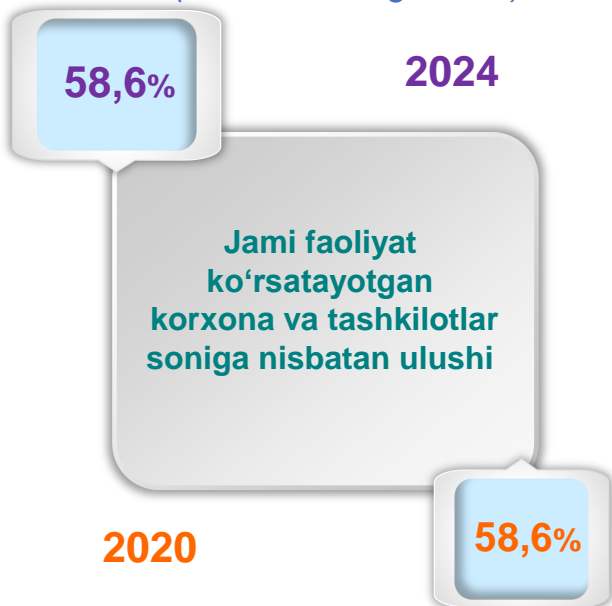 58,6%
2024
Jami faoliyat
ko‘rsatayotgan
korxona va tashkilotlar
soniga nisbatan ulushi
2020
58,6%